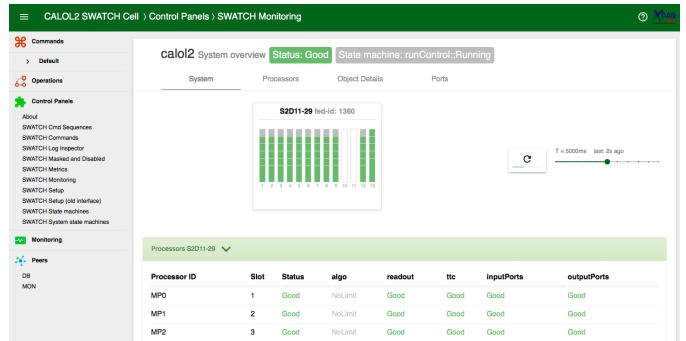 CALOL2 SWATCH Cell 〉 Control Panels 〉 SWATCH Monitoring
XDAQ
Commands
Default
Operations
Control Panels
About
SWATCH Cmd Sequences
SWATCH Commands
SWATCH Log Inspector
SWATCH Masked and Disabled
SWATCH Metrics
SWATCH Monitoring
SWATCH Setup
SWATCH Setup (old interface)
SWATCH State machines
SWATCH System state machines
Monitoring
Peers
DB
MON
calol2 System overview Status: Good State machine: runControl::Running
System Processors Object Details Ports
S2D11-29 fed-id: 1360
1 2 3 4 5 6 7 8 9 10 11 12 13
T = 5000ms last: 2s ago
Processors S2D11-29
Processor ID Slot Status algo readout ttc inputPorts outputPorts
MP0 1 Good NoLimit Good Good Good Good
MP1 2 Good NoLimit Good Good Good Good
MP2 3 Good NoLimit Good Good Good Good